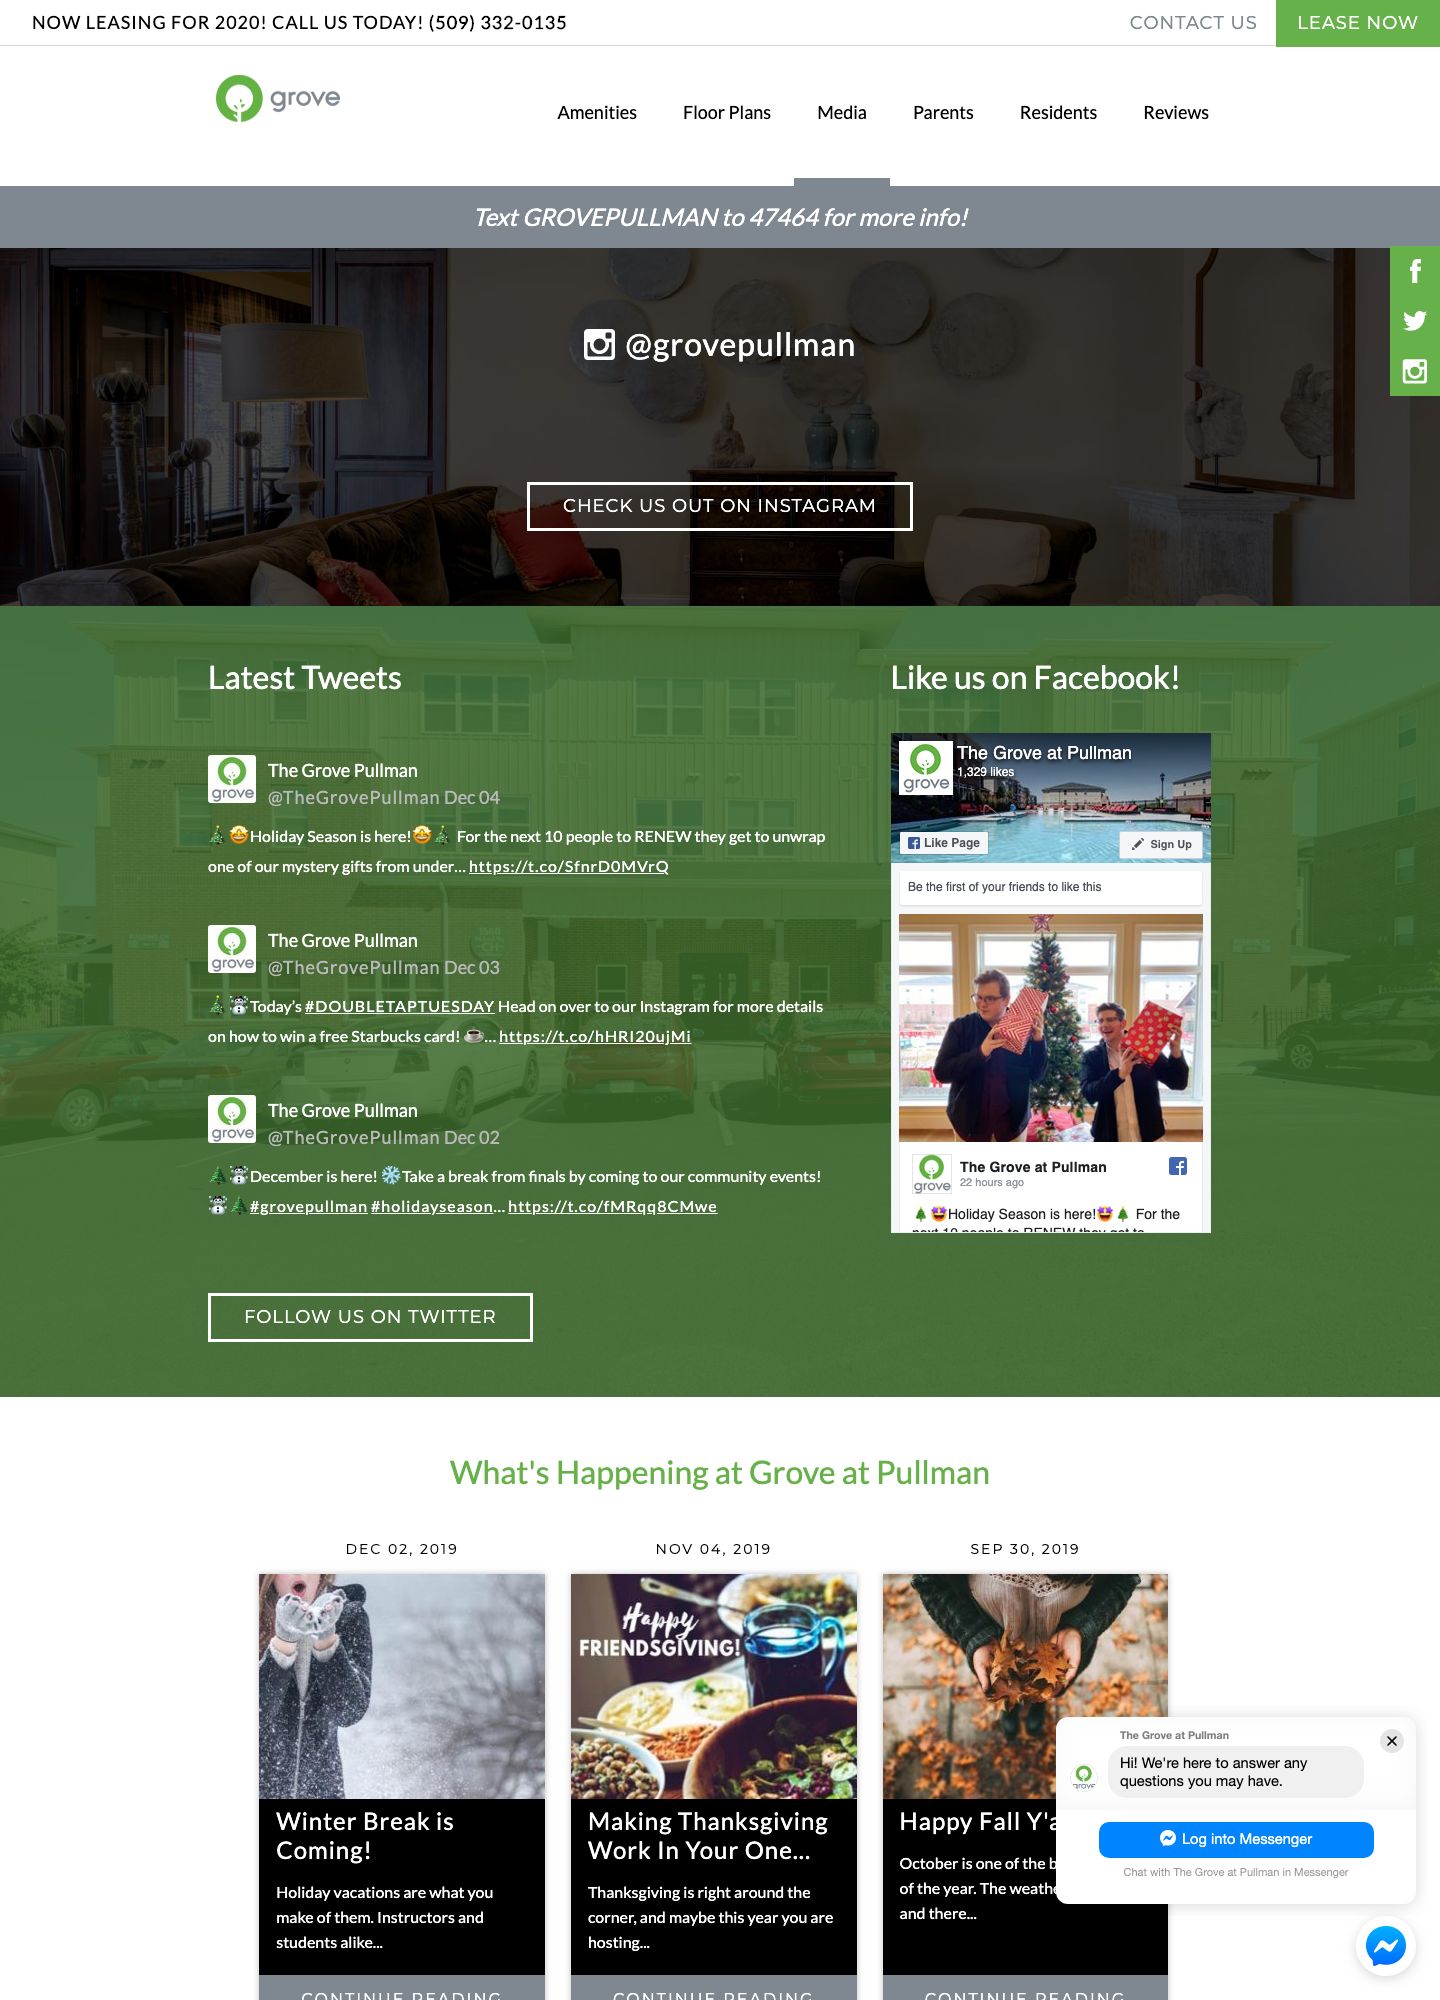 NOW LEASING FOR 2020! CALL US TODAY! (509) 332-0135
CONTACT US
LEASE NOW
grove
Amenities
Floor Plans
Media
Parents
Residents
Reviews
Text GROVEPULLMAN to 47464 for more info!
@grovepullman
CHECK US OUT ON INSTAGRAM
Latest Tweets
grove
The Grove Pullman
@TheGrovePullman Dec 04
🎄🤩Holiday Season is here!🤩🎄 For the next 10 people to RENEW they get to unwrap
one of our mystery gifts from under... https://t.co/SfnrD0MVrQ
grove
The Grove Pullman
@TheGrovePullman Dec 03
🎄☃️Today's #DOUBLETAPTUESDAY Head on over to our Instagram for more details
on how to win a free Starbucks card! ☕... https://t.co/hHRI20ujMi
grove
The Grove Pullman
@TheGrovePullman Dec 02
🌲☃️December is here! ❄️Take a break from finals by coming to our community events!
☃️🌲#grovepullman #holidayseason... https://t.co/fMRqq8CMwe
FOLLOW US ON TWITTER
Like us on Facebook!
grove
The Grove at Pullman
1,329 likes
Like Page
Sign Up
Be the first of your friends to like this
grove
The Grove at Pullman
22 hours ago
🌲🤩Holiday Season is here!🤩🌲 For the
next 10 people to RENEW they get to
What's Happening at Grove at Pullman
DEC 02, 2019
Winter Break is
Coming!
Holiday vacations are what you
make of them. Instructors and
students alike...
CONTINUE READING
NOV 04, 2019
Happy
FRIENDSGIVING!
Making Thanksgiving
Work In Your One...
Thanksgiving is right around the
corner, and maybe this year you are
hosting...
CONTINUE READING
SEP 30, 2019
Happy Fall
October is one of the
of the year. The
and there...
CONTINUE READING
The Grove at Pullman
grove
Hi! We're here to answer any
questions you may have.
Log into Messenger
Chat with The Grove at Pullman in Messenger